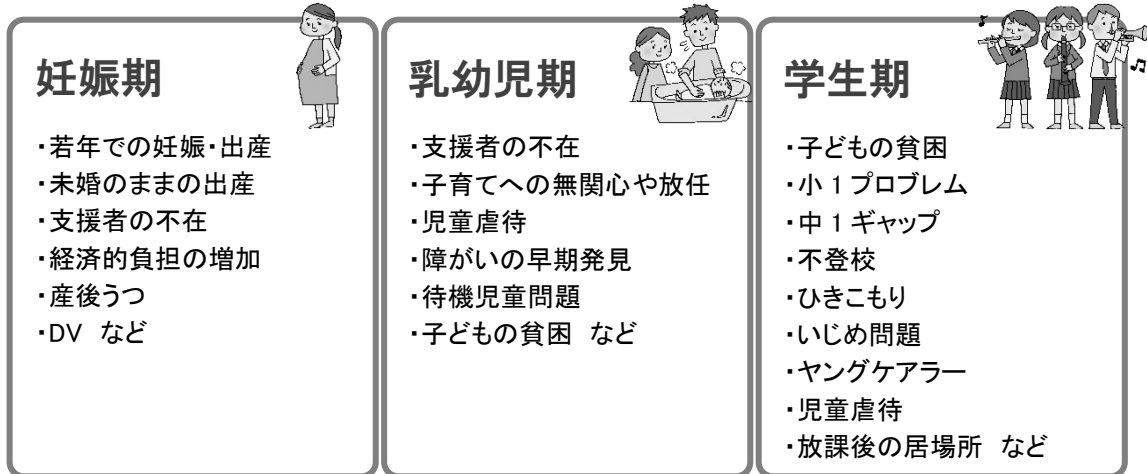 妊娠期
・若年での妊娠・出産
・未婚のままの出産
・支援者の不在
・経済的負担の増加
・産後うつ
・DV など
乳幼児期
・支援者の不在
・子育てへの無関心や放任
・児童虐待
・障がいの早期発見
・待機児童問題
・子どもの貧困 など
学生期
・子どもの貧困
・小1プロブレム
・中1ギャップ
・不登校
・ひきこもり
・いじめ問題
・ヤングケアラー
・児童虐待
・放課後の居場所 など